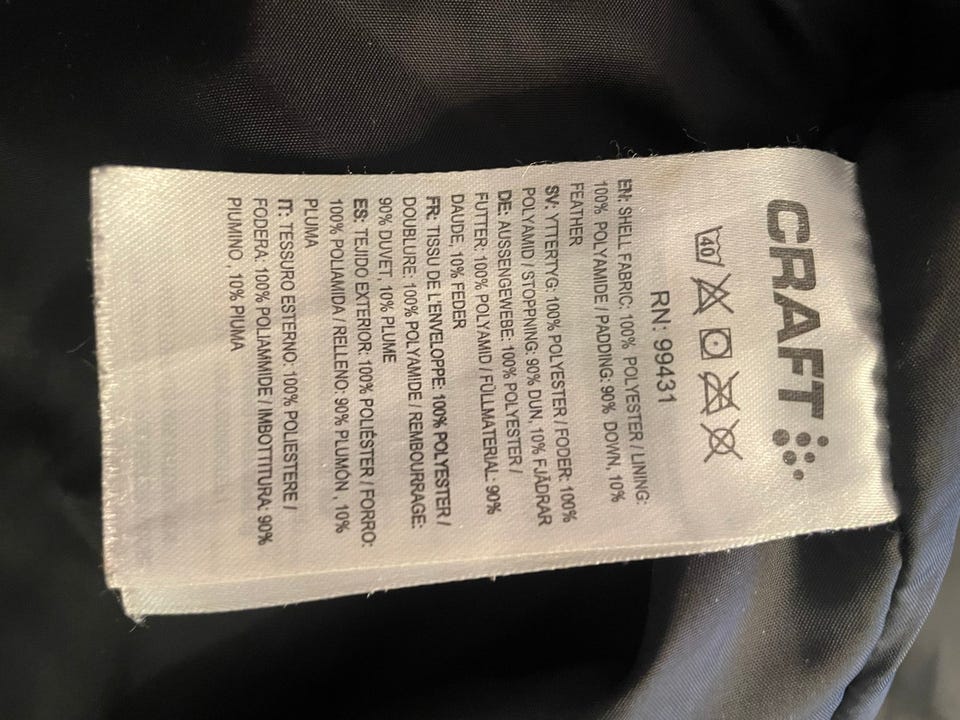 CRAFT
40
RN: 99431
EN: SHELL FABRIC: 100% POLYESTER / LINING:
100% POLYAMIDE / PADDING: 90% DOWN, 10%
FEATHER
SV: YTTERTYG: 100% POLYESTER / FODER: 100%
POLYAMID / STOPPNING: 90% DUN, 10% FJÄDRAR
DE: AUSSENGEWEBE: 100% POLYESTER /
FUTTER: 100% POLYAMID / FÜLLMATERIAL: 90%
DAUDE, 10% FEDER
FR: TISSU DE L'ENVELOPPE: 100% POLYESTER /
DOUBLURE: 100% POLYAMIDE / REMBOURRAGE:
90% DUVET, 10% PLUME
ES: TEJIDO EXTERIOR: 100% POLIÉSTER / FORRO:
100% POLIAMIDA / RELLENO: 90% PLUMÓN , 10%
PLUMA
IT: TESSURO ESTERNO: 100% POLIESTERE /
FODERA: 100% POLIAMMIDE / IMBOTTITURA: 90%
PIUMINO , 10% PIUMA